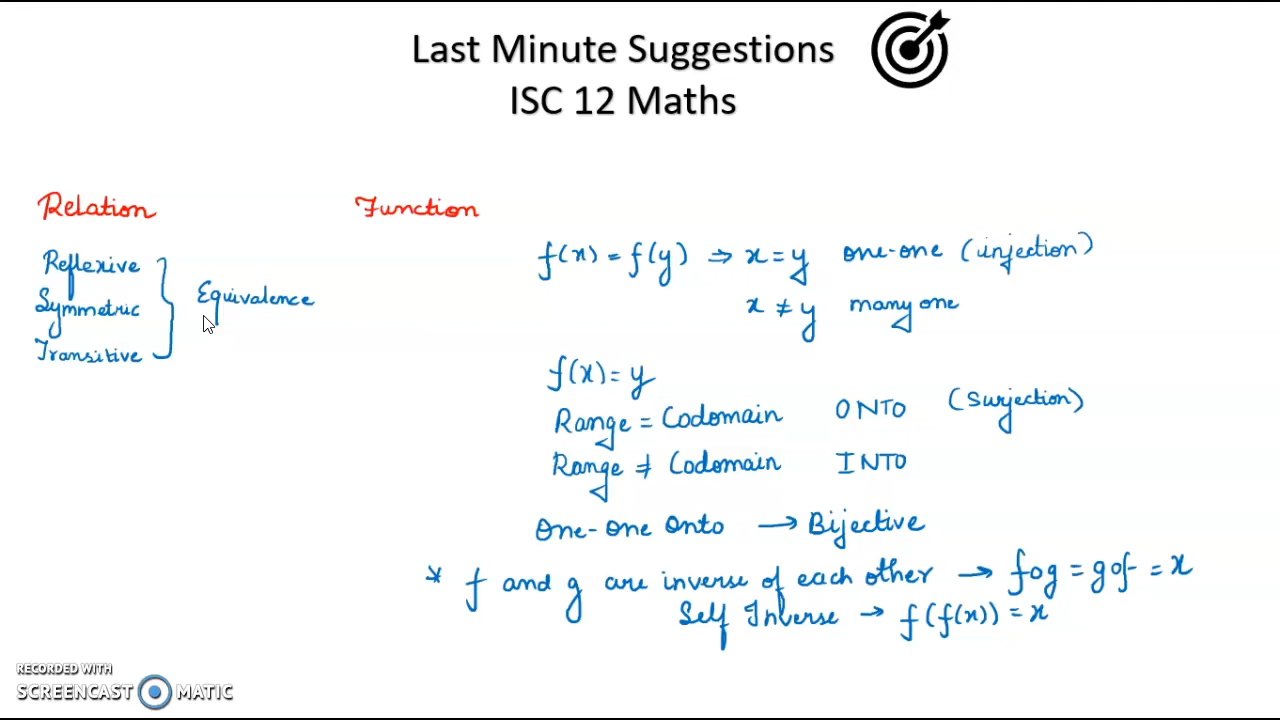 Last Minute Suggestions
ISC 12 Maths
Relation
Reflexive
Symmetric
Transitive
Equivalence
Function
f(x) = f(y) ⇒ x = y one-one (injection)
x ≠ y many one
f(x) = y
Range = Codomain ONTO (Surjection)
Range ≠ Codomain INTO
One-One Onto → Bijective
* f and g are inverse of each other → fog = gof = x
Self Inverse → f(f(x)) = x
RECORDED WITH
SCREENCAST MATIC